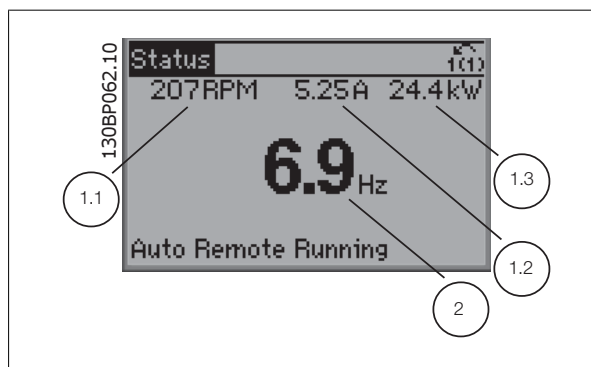 130BP062.10
Status
1(1)
207RPM 5.25A 24.4kW
6.9Hz
Auto Remote Running
1.1
1.3
1.2
2